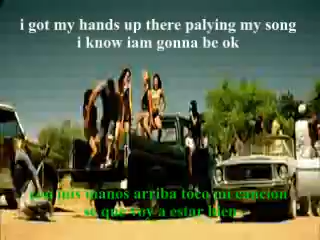 i got my hands up there palying my song
i know iam gonna be ok
con mis manos arriba toco mi cancion
se que voy a estar bien